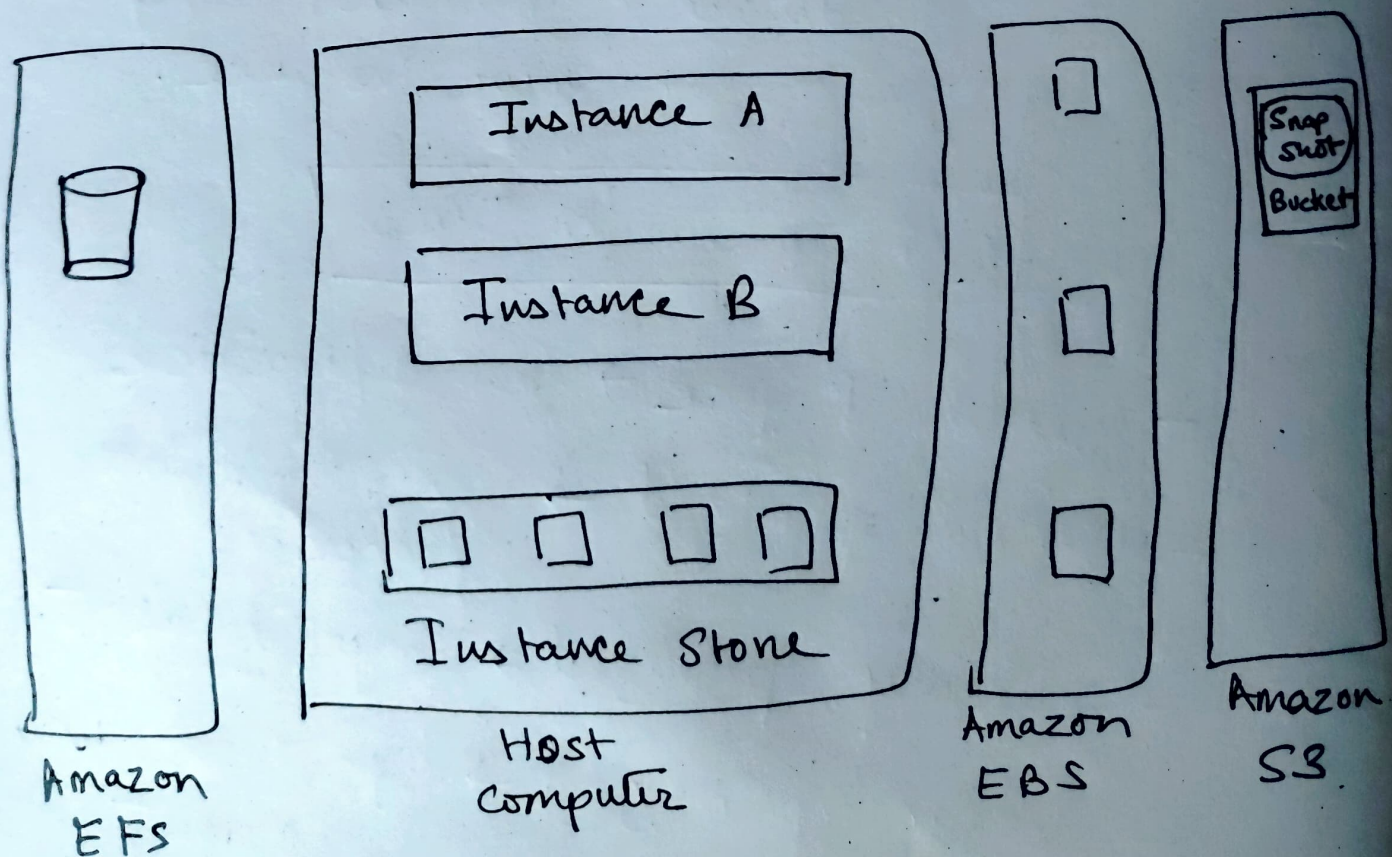 Instance A
Instance B
Instance Store
Host
Computer
Amazon
EFS
Amazon
EBS
Snap
shot
Bucket
Amazon
S3